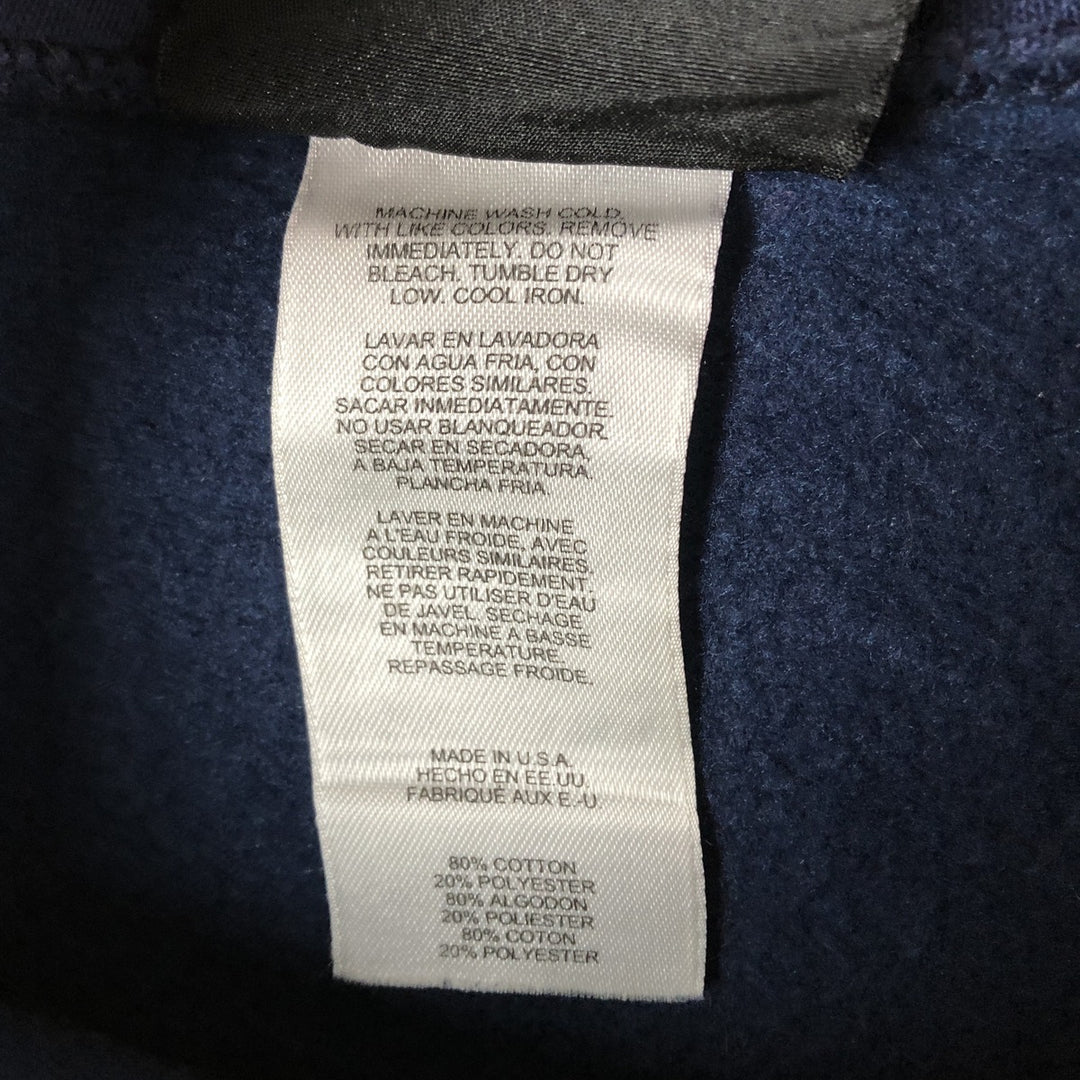 MACHINE WASH COLD,
WITH LIKE COLORS, REMOVE
IMMEDIATELY. DO NOT
BLEACH. TUMBLE DRY
LOW. COOL IRON.
LAVAR EN LAVADORA
CON AGUA FRIA, CON
COLORES SIMILARES.
SACAR INMEDIATAMENTE.
NO USAR BLANQUEADOR.
SECAR EN SECADORA,
A BAJA TEMPERATURA.
PLANCHA FRIA.
LAVER EN MACHINE
A L'EAU FROIDE, AVEC
COULEURS SIMILAIRES.
RETIRER RAPIDEMENT.
NE PAS UTILISER D'EAU
DE JAVEL. SECHAGE
EN MACHINE A BASSE
TEMPERATURE.
REPASSAGE FROIDE.
MADE IN U.S.A.
HECHO EN EE.UU.
FABRIQUÉ AUX E.-U
80% COTTON
20% POLYESTER
80% ALGODON
20% POLIESTER
80% COTON
20% POLYESTER